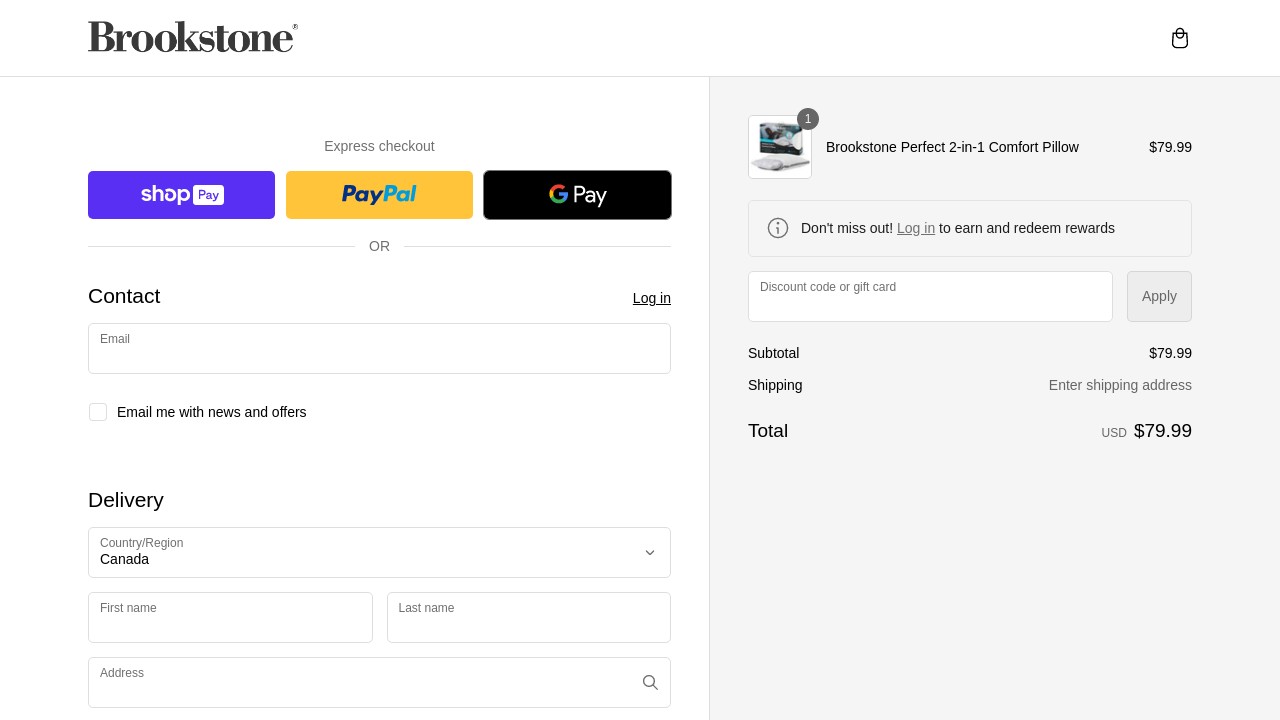 Brookstone®
Express checkout
shop Pay
PayPal
G Pay
OR
Contact
Log in
Email
Email me with news and offers
Delivery
Country/Region
Canada
First name
Last name
Address
1
Brookstone Perfect 2-in-1 Comfort Pillow
$79.99
Don't miss out! Log in to earn and redeem rewards
Discount code or gift card
Apply
Subtotal
$79.99
Shipping
Enter shipping address
Total
USD $79.99